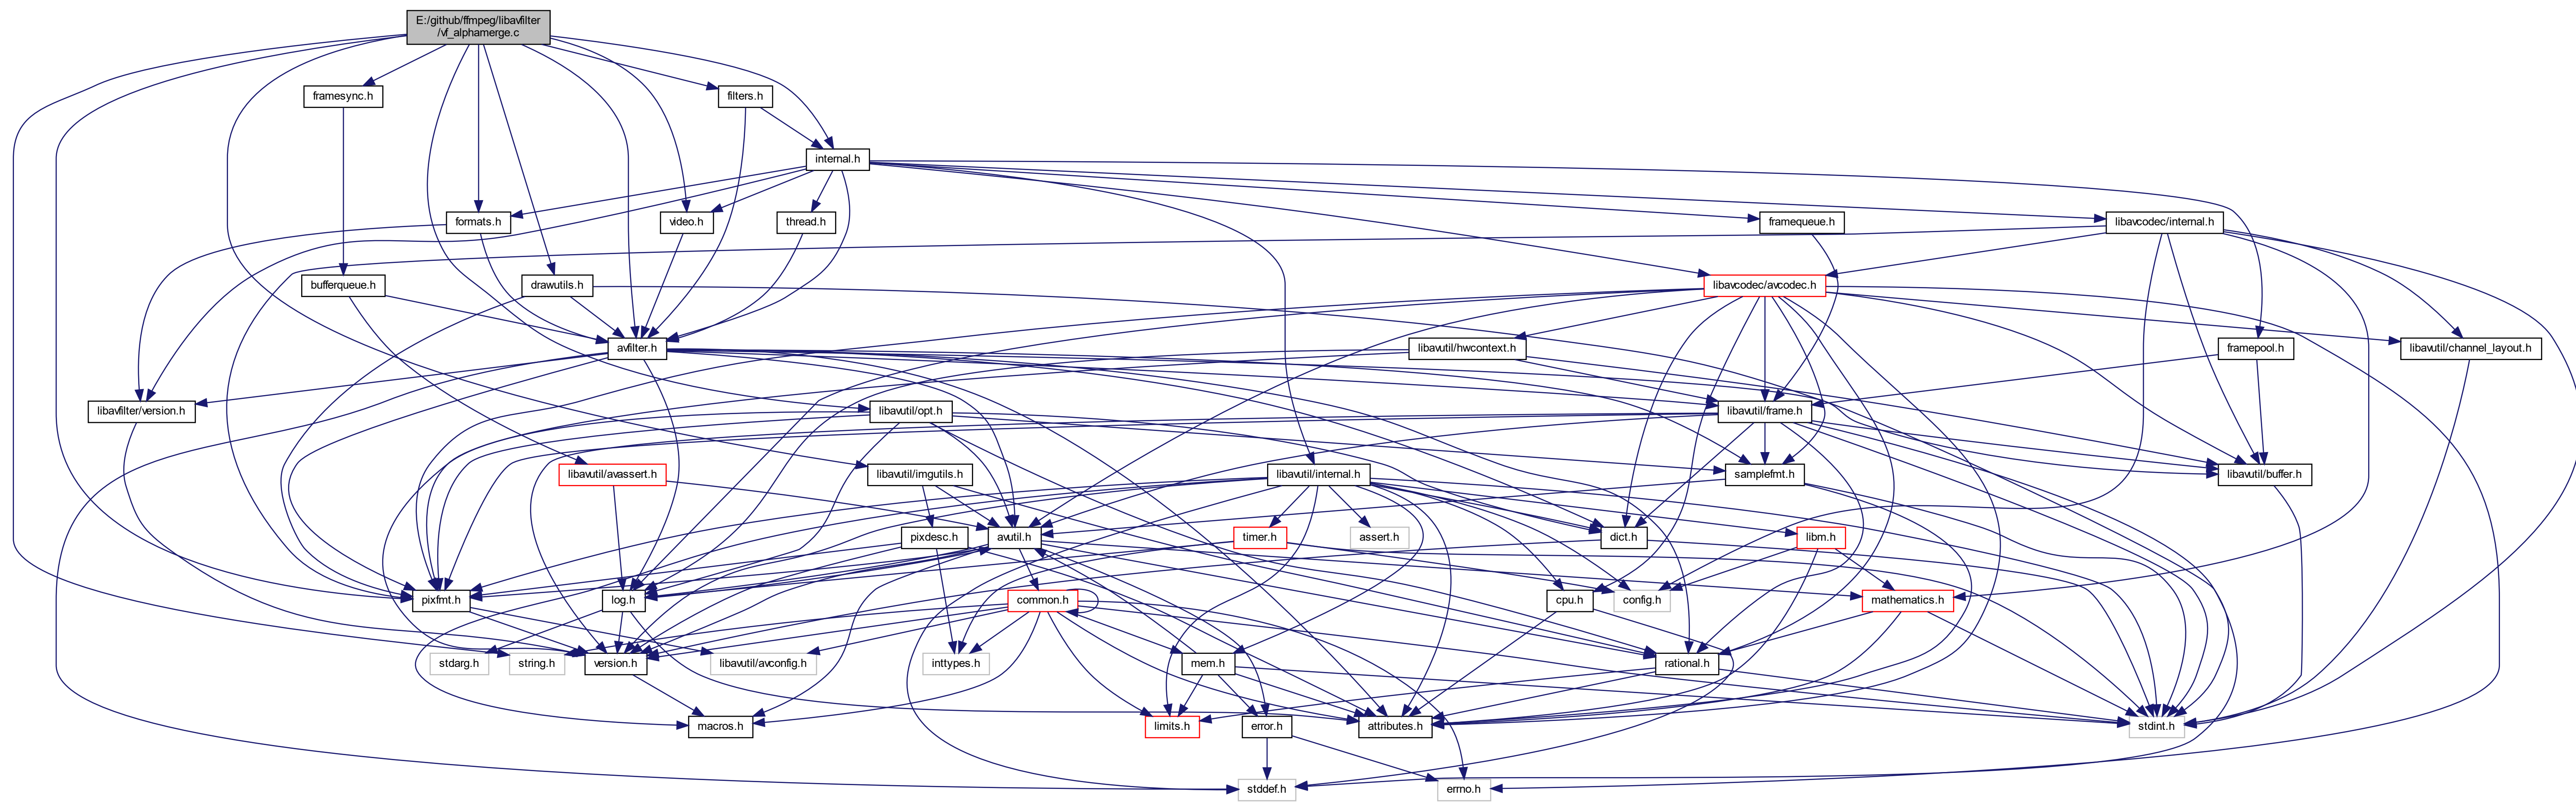 E:/github/ffmpeg/libavfilter
/vf_alphamerge.c
framesync.h
filters.h
internal.h
formats.h
video.h
thread.h
framequeue.h
libavcodec/internal.h
bufferqueue.h
drawutils.h
libavcodec/avcodec.h
avfilter.h
libavutil/hwcontext.h
framepool.h
libavutil/channel_layout.h
libavfilter/version.h
libavutil/opt.h
libavutil/frame.h
libavutil/avassert.h
libavutil/imgutils.h
libavutil/internal.h
samplefmt.h
libavutil/buffer.h
pixdesc.h
avutil.h
timer.h
assert.h
dict.h
libm.h
pixfmt.h
log.h
common.h
cpu.h
config.h
mathematics.h
stdarg.h
string.h
version.h
libavutil/avconfig.h
inttypes.h
mem.h
rational.h
macros.h
limits.h
error.h
attributes.h
stdint.h
stddef.h
errno.h